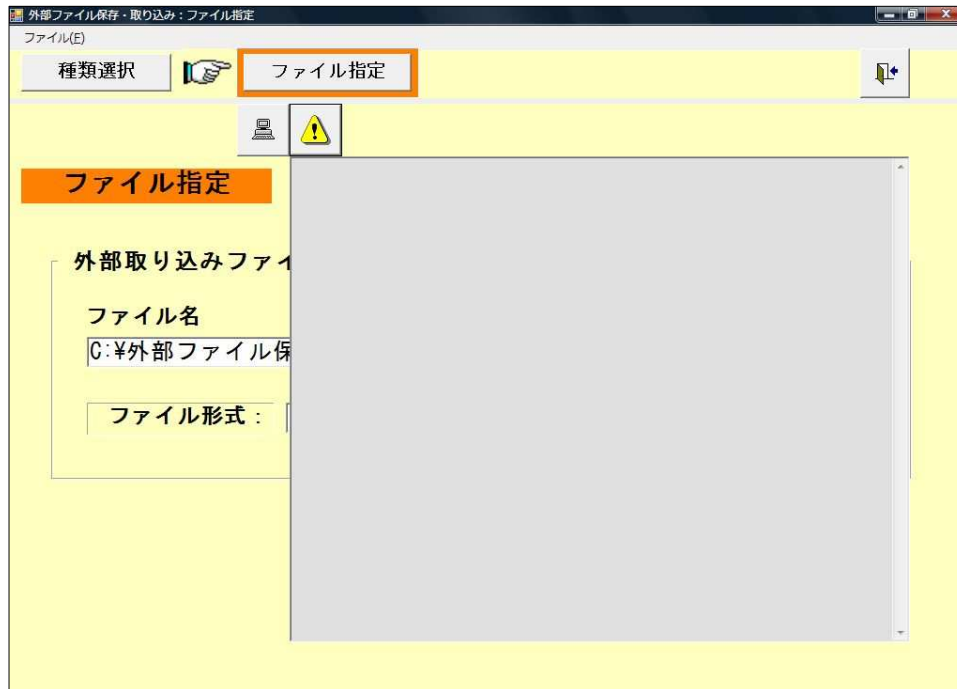 外部ファイル保存・取り込み：ファイル指定
ファイル(E)
種類選択 ファイル指定
ファイル指定
外部取り込みファイ
ファイル名
C:¥外部ファイル保
ファイル形式：